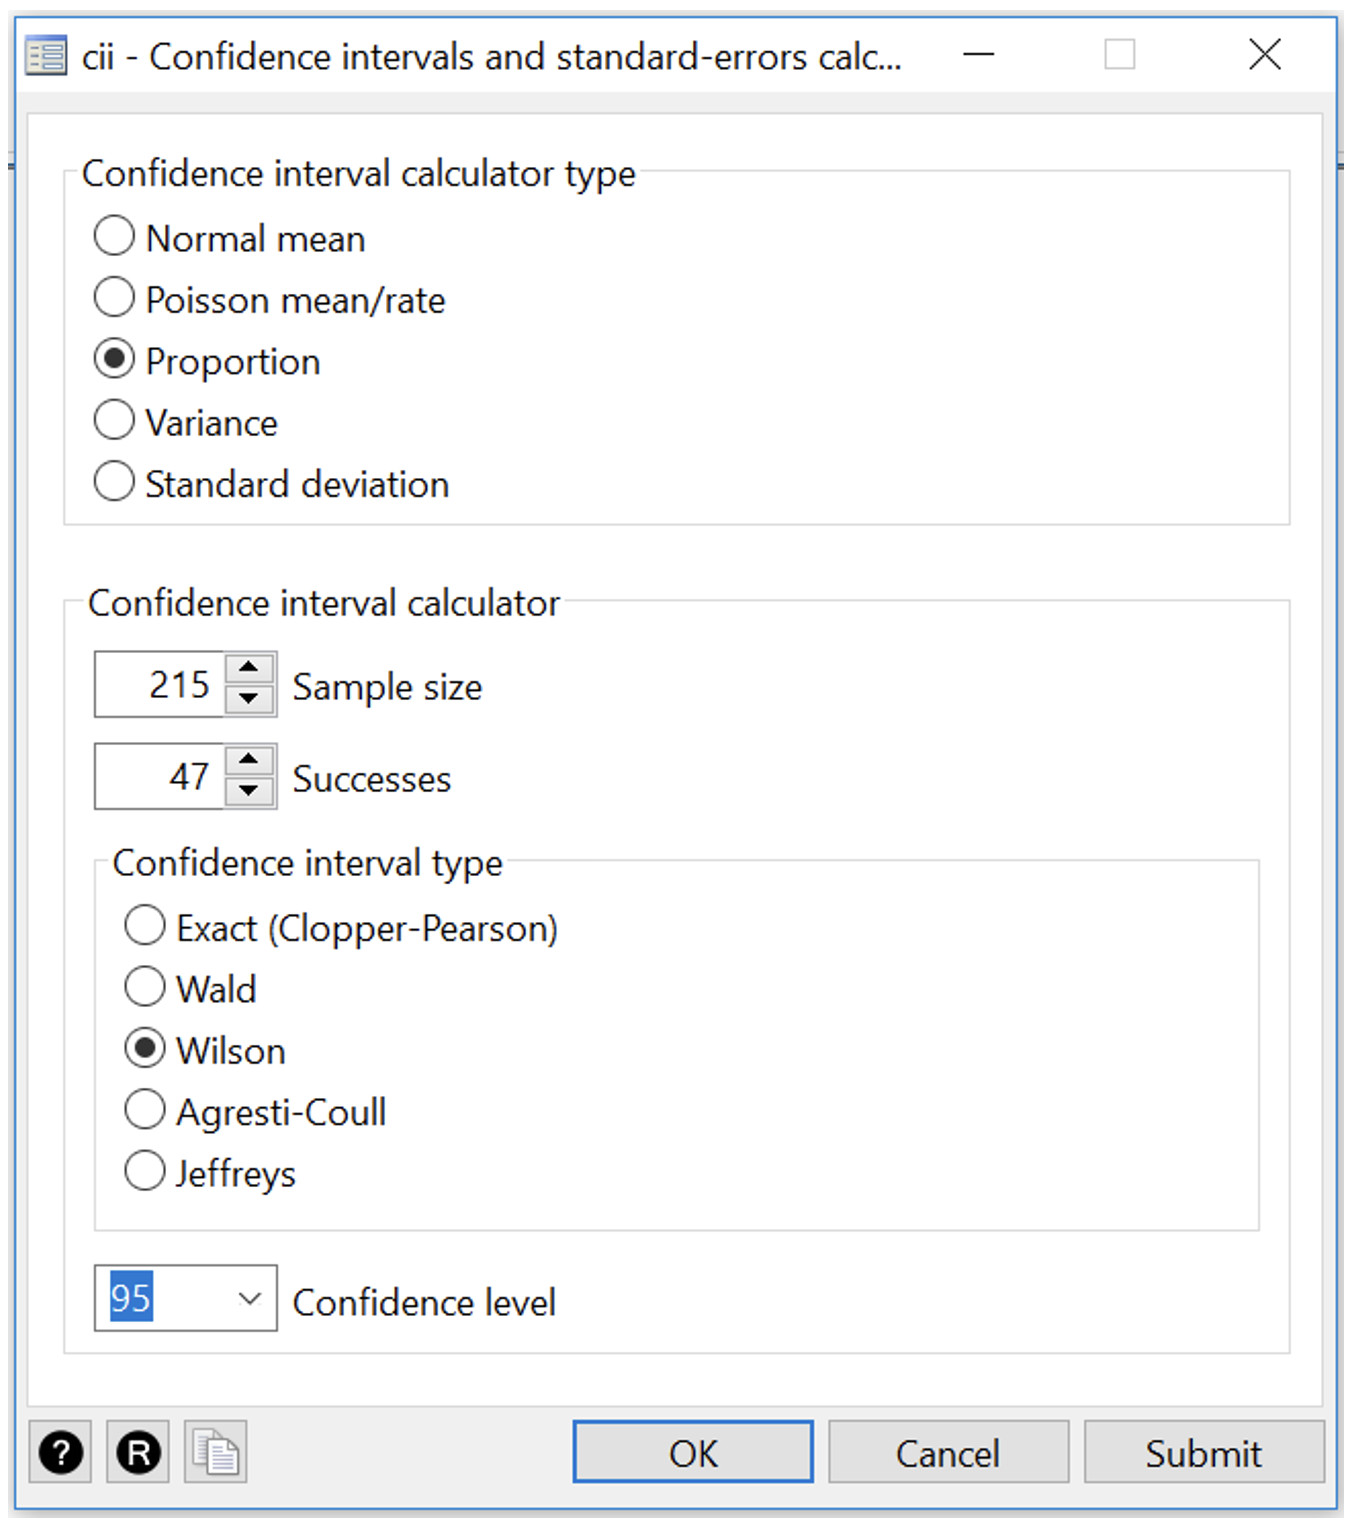 cii - Confidence intervals and standard-errors calc...
Confidence interval calculator type
Normal mean
Poisson mean/rate
Proportion
Variance
Standard deviation
Confidence interval calculator
215 Sample size
47 Successes
Confidence interval type
Exact (Clopper-Pearson)
Wald
Wilson
Agresti-Coull
Jeffreys
95 Confidence level
? R OK Cancel Submit